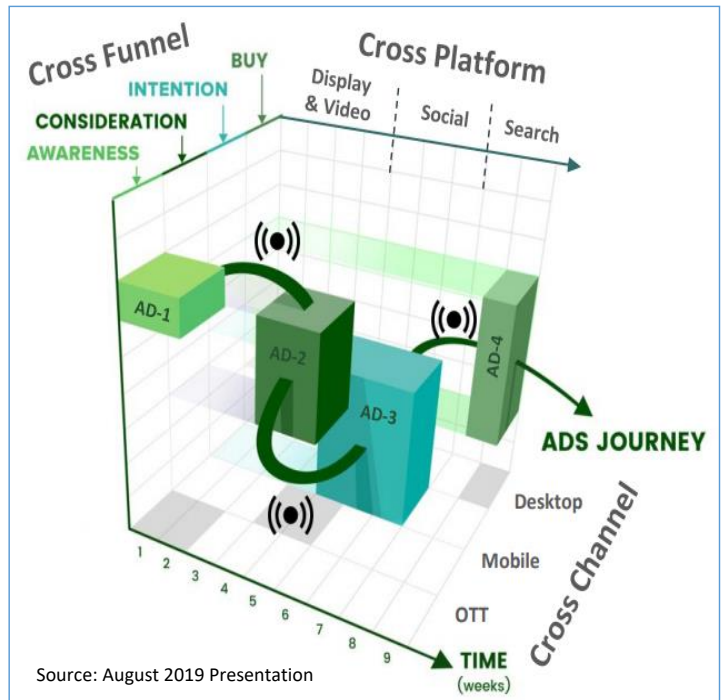 Cross Funnel
BUY
INTENTION
CONSIDERATION
AWARENESS
Cross Platform
Display
& Video
Social
Search
AD-1
AD-2
AD-3
AD-4
ADS JOURNEY
Desktop
Mobile
OTT
Cross Channel
1
2
3
4
5
6
7
8
9
TIME
(weeks)
Source: August 2019 Presentation